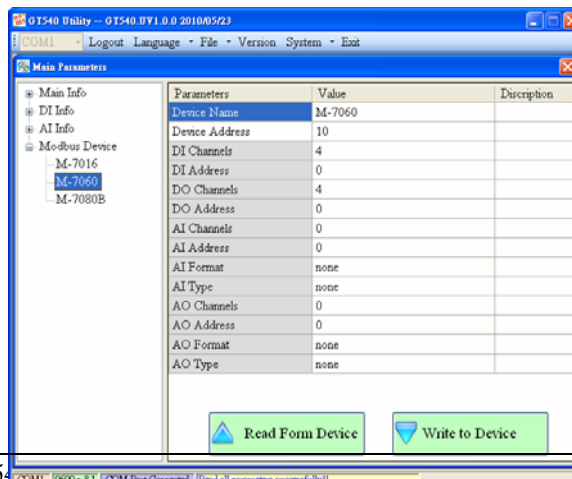 GT540 Utility -- GT540.UV1.0.0 2010/05/23
COM1 Logout Language File Version System Exit
Main Parameters
Main Info
DI Info
AI Info
Modbus Device
M-7016
M-7060
M-7080B
Parameters Value Discription
Device Name M-7060
Device Address 10
DI Channels 4
DI Address 0
DO Channels 4
DO Address 0
AI Channels 0
AI Address 0
AI Format none
AI Type none
AO Channels 0
AO Address 0
AO Format none
AO Type none
Read Form Device Write to Device